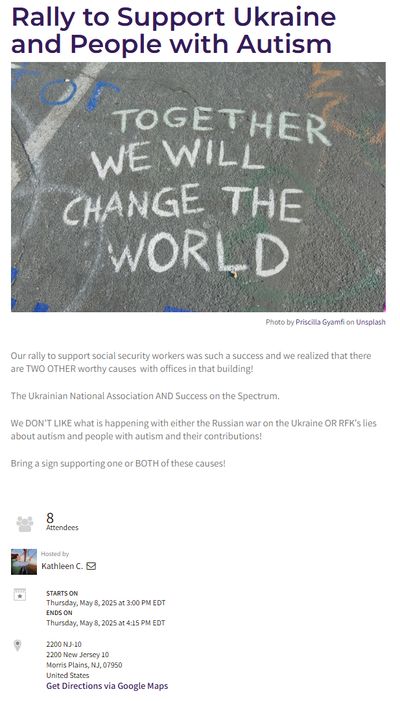 Rally to Support Ukraine
and People with Autism
TOGETHER
WE WILL
CHANGE THE
WORLD
Photo by Priscilla Gyamfi on Unsplash
Our rally to support social security workers was such a success and we realized that there
are TWO OTHER worthy causes with offices in that building!
The Ukrainian National Association AND Success on the Spectrum.
We DON'T LIKE what is happening with either the Russian war on the Ukraine OR RFK's lies
about autism and people with autism and their contributions!
Bring a sign supporting one or BOTH of these causes!
8
Attendees
Hosted by
Kathleen C.
STARTS ON
Thursday, May 8, 2025 at 3:00 PM EDT
ENDS ON
Thursday, May 8, 2025 at 4:15 PM EDT
2200 NJ-10
2200 New Jersey 10
Morris Plains, NJ, 07950
United States
Get Directions via Google Maps